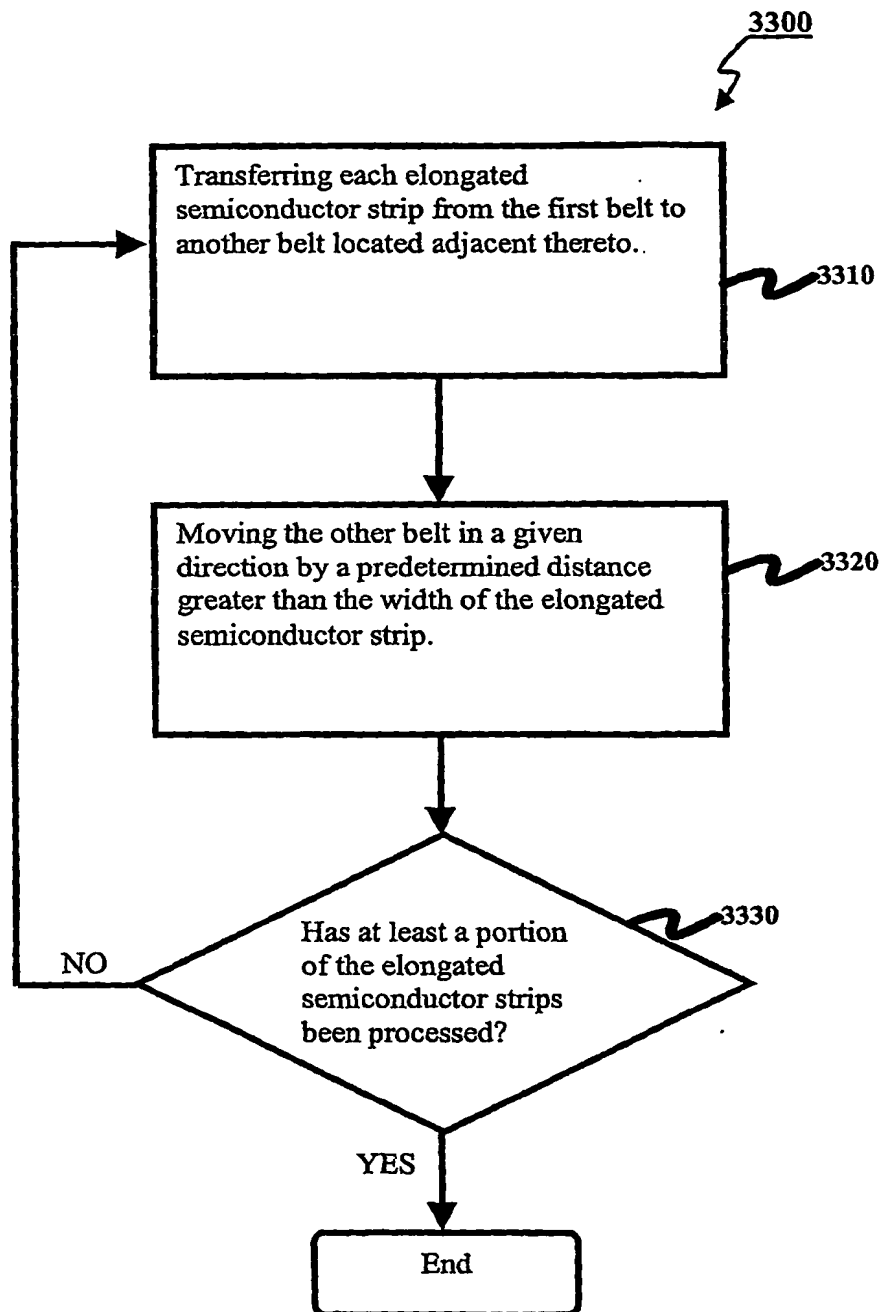 3300
Transferring each elongated
semiconductor strip from the first belt to
another belt located adjacent thereto..
3310
Moving the other belt in a given
direction by a predetermined distance
greater than the width of the elongated
semiconductor strip.
3320
3330
Has at least a portion
of the elongated
semiconductor strips
been processed?
NO
YES
End